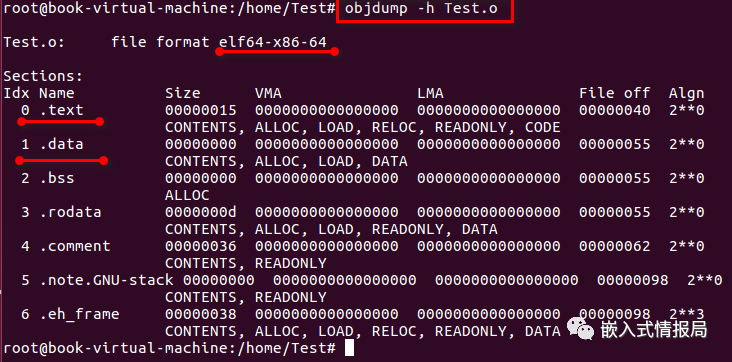 root@book-virtual-machine:/home/Test# objdump -h Test.o
Test.o:     file format elf64-x86-64
Sections:
Idx Name          Size      VMA               LMA               File off  Algn
  0 .text         00000015  0000000000000000  0000000000000000  00000040  2**0
                  CONTENTS, ALLOC, LOAD, RELOC, READONLY, CODE
  1 .data         00000000  0000000000000000  0000000000000000  00000055  2**0
                  CONTENTS, ALLOC, LOAD, DATA
  2 .bss          00000000  0000000000000000  0000000000000000  00000055  2**0
                  ALLOC
  3 .rodata       0000000d  0000000000000000  0000000000000000  00000055  2**0
                  CONTENTS, ALLOC, LOAD, READONLY, DATA
  4 .comment      00000036  0000000000000000  0000000000000000  00000062  2**0
                  CONTENTS, READONLY
  5 .note.GNU-stack 00000000  0000000000000000  0000000000000000  00000098  2**0
                  CONTENTS, READONLY
  6 .eh_frame     00000038  0000000000000000  0000000000000000  00000098  2**3
                  CONTENTS, ALLOC, LOAD, RELOC, READONLY, DATA
嵌入式情报局
root@book-virtual-machine:/home/Test#